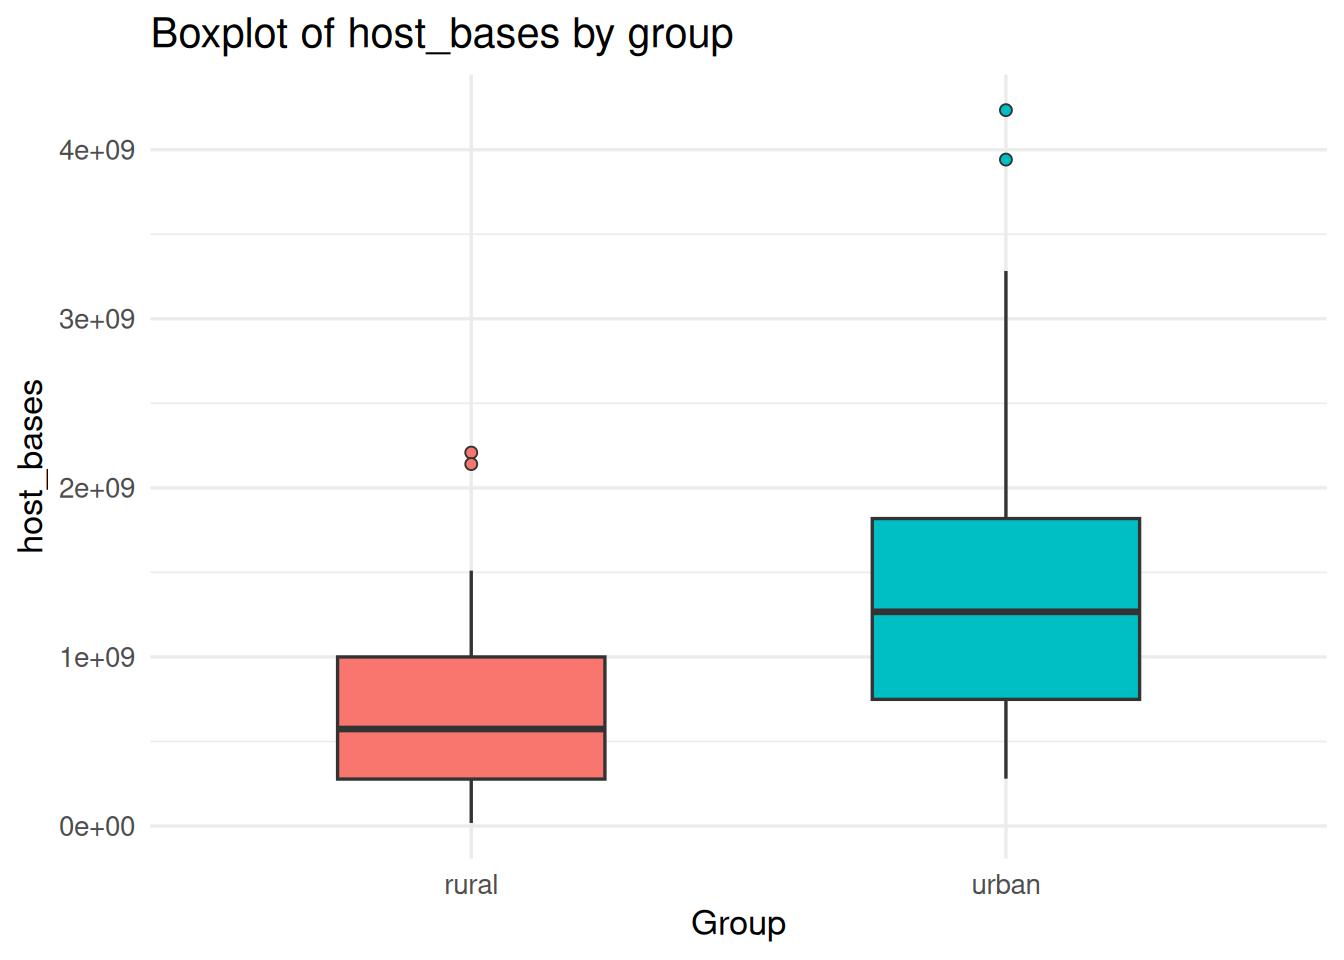 Boxplot of host_bases by group
4e+09
3e+09
2e+09
1e+09
0e+00
host_bases
rural
urban
Group